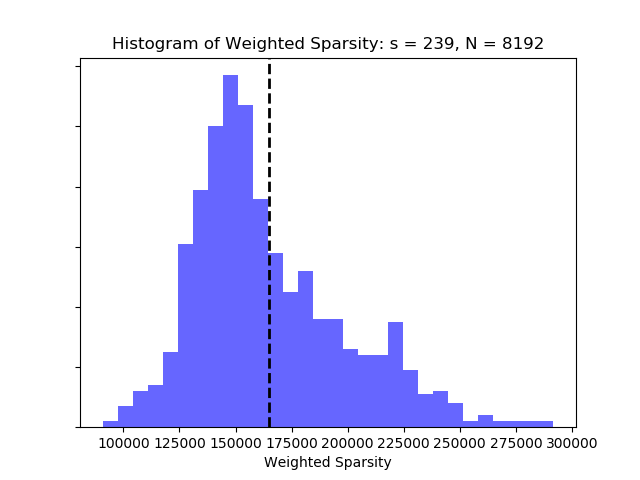 Histogram of Weighted Sparsity: s = 239, N = 8192
100000 125000 150000 175000 200000 225000 250000 275000 300000
Weighted Sparsity